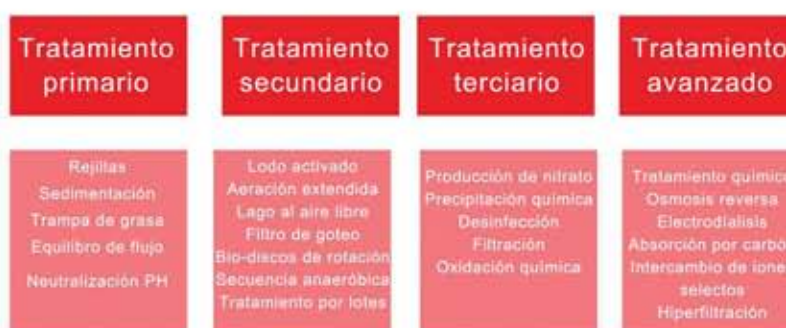 Tratamiento
primario
Tratamiento
secundario
Tratamiento
terciario
Tratamiento
avanzado
Rejillas
Sedimentación
Trampa de grasa
Equilibro de flujo
Neutralización PH
Lodo activado
Aeración extendida
Lago al aire libre
Filtro de goteo
Bio-discos de rotación
Secuencia anaeróbica
Tratamiento por lotes
Producción de nitrato
Precipitación química
Desinfección
Filtración
Oxidación química
Tratamiento químic
Osmosis reversa
Electrodialisis
Absorción por carbó
Intercambio de ione
selectos
Hiperfiltración